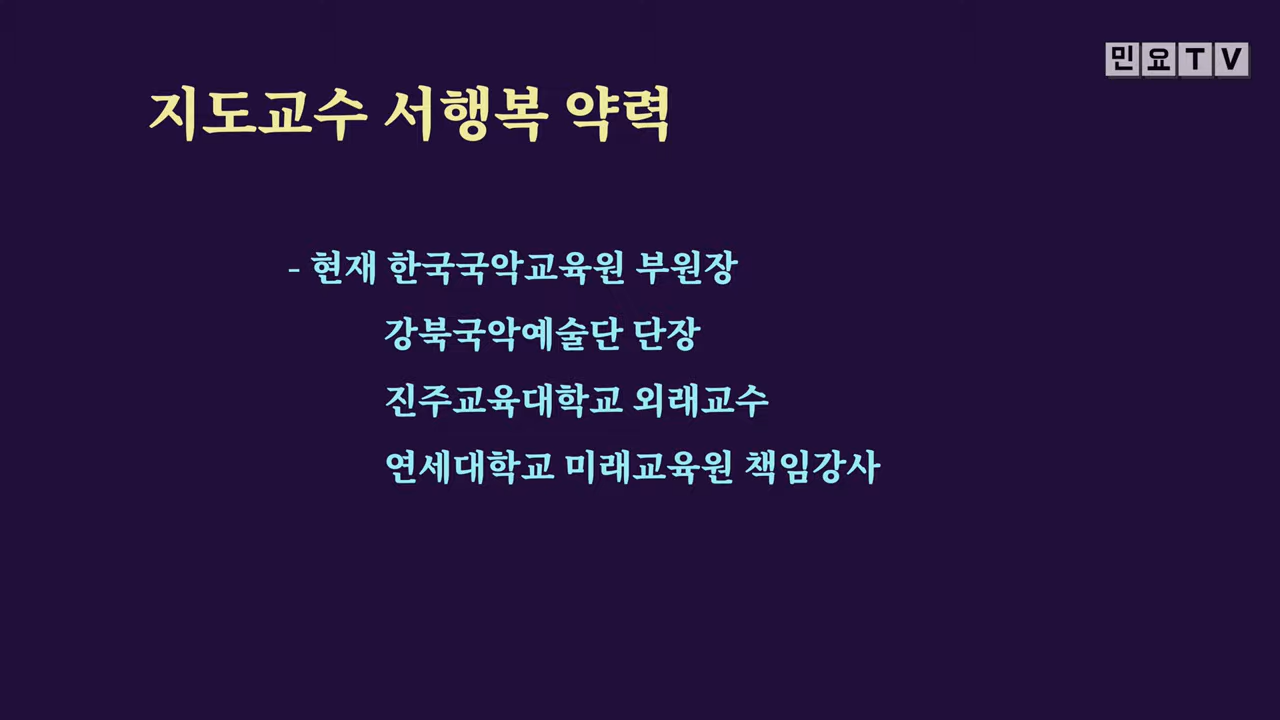 민요TV
지도교수 서행복 약력
- 현재 한국국악교육원 부원장
강북국악예술단 단장
진주교육대학교 외래교수
연세대학교 미래교육원 책임강사